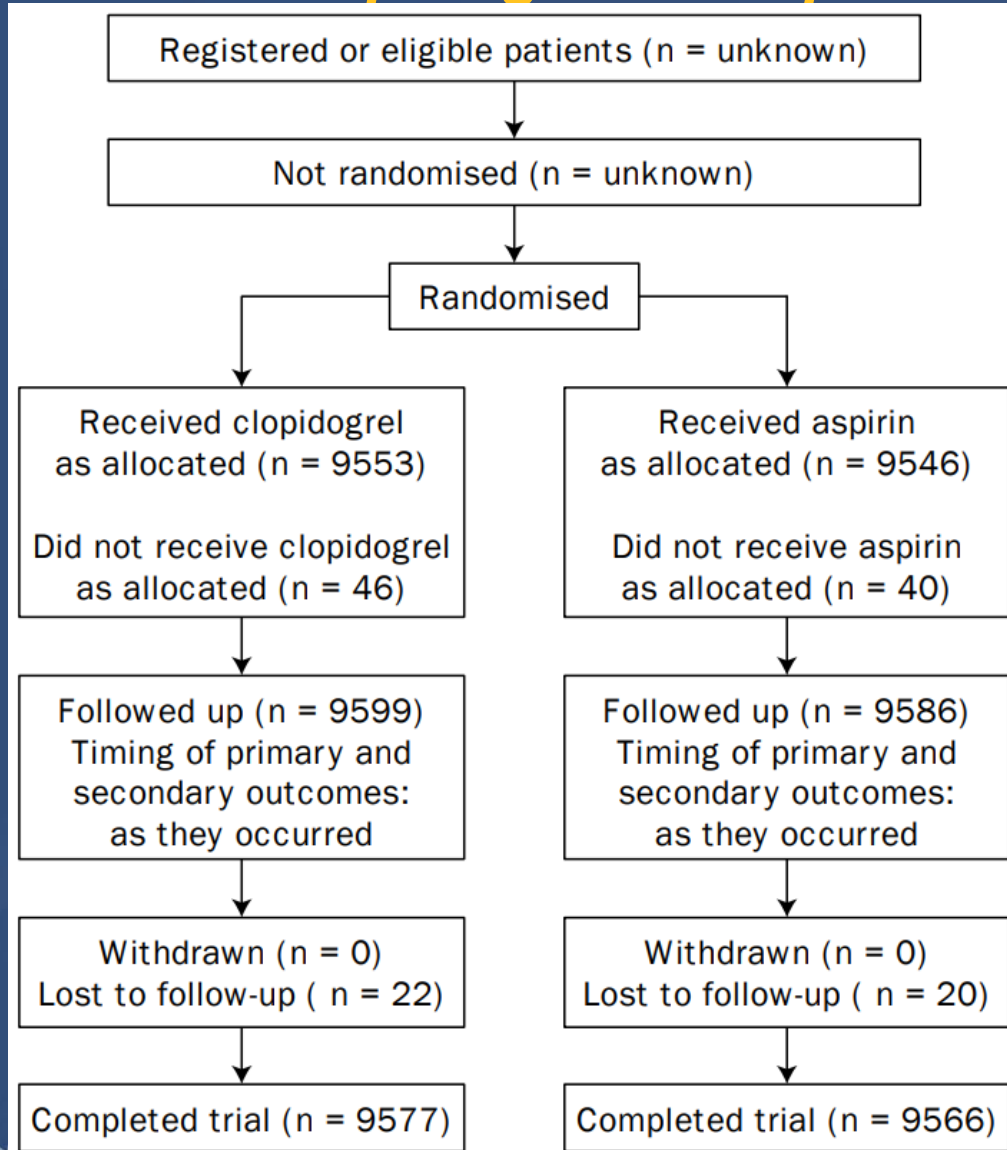 Registered or eligible patients (n = unknown)
Not randomised (n = unknown)
Randomised
Received clopidogrel
as allocated (n = 9553)
Did not receive clopidogrel
as allocated (n = 46)
Received aspirin
as allocated (n = 9546)
Did not receive aspirin
as allocated (n = 40)
Followed up (n = 9599)
Timing of primary and
secondary outcomes:
as they occurred
Followed up (n = 9586)
Timing of primary and
secondary outcomes:
as they occurred
Withdrawn (n = 0)
Lost to follow-up ( n = 22)
Withdrawn (n = 0)
Lost to follow-up ( n = 20)
Completed trial (n = 9577)
Completed trial (n = 9566)